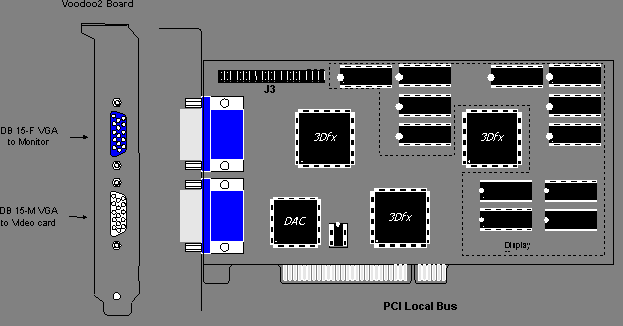 Voodoo2 Board
J3
DB 15-F VGA
to Monitor
3Dfx
3Dfx
DB 15-M VGA
to Video card
DAC
3Dfx
Display
PCI Local Bus